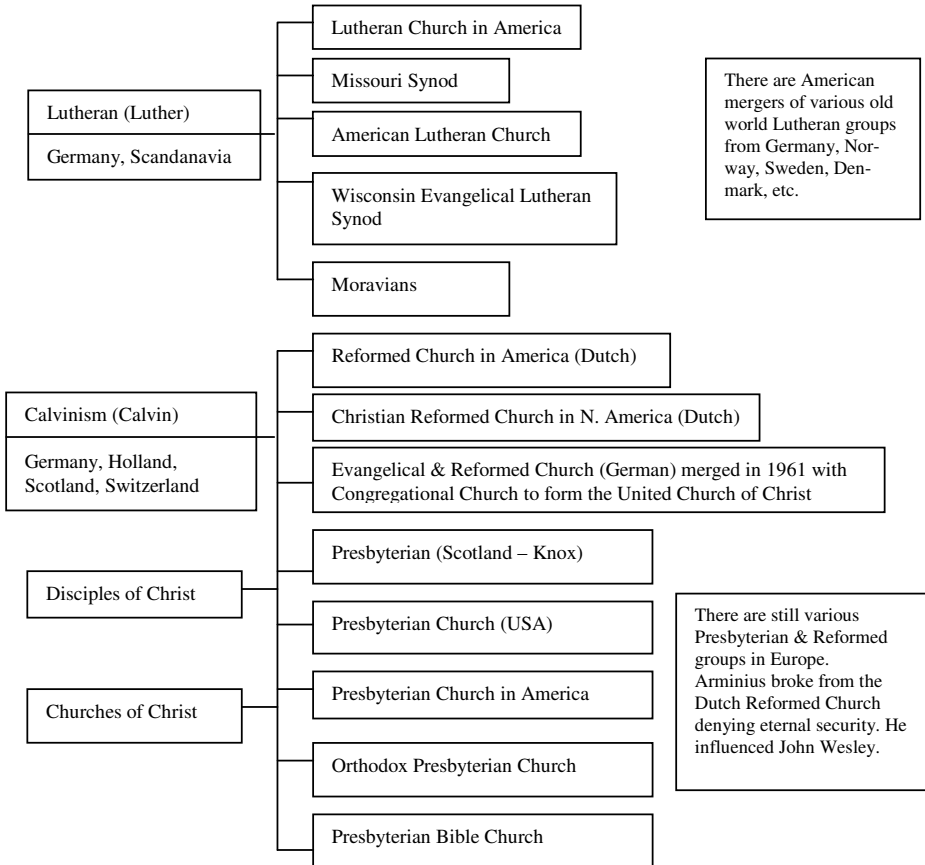 Lutheran Church in America
Missouri Synod
Lutheran (Luther)
Germany, Scandanavia
American Lutheran Church
Wisconsin Evangelical Lutheran
Synod
Moravians
There are American
mergers of various old
world Lutheran groups
from Germany, Nor-
way, Sweden, Den-
mark, etc.
Reformed Church in America (Dutch)
Calvinism (Calvin)
Germany, Holland,
Scotland, Switzerland
Christian Reformed Church in N. America (Dutch)
Evangelical & Reformed Church (German) merged in 1961 with
Congregational Church to form the United Church of Christ
Presbyterian (Scotland – Knox)
Disciples of Christ
Presbyterian Church (USA)
Presbyterian Church in America
Churches of Christ
Orthodox Presbyterian Church
Presbyterian Bible Church
There are still various
Presbyterian & Reformed
groups in Europe.
Arminius broke from the
Dutch Reformed Church
denying eternal security. He
influenced John Wesley.